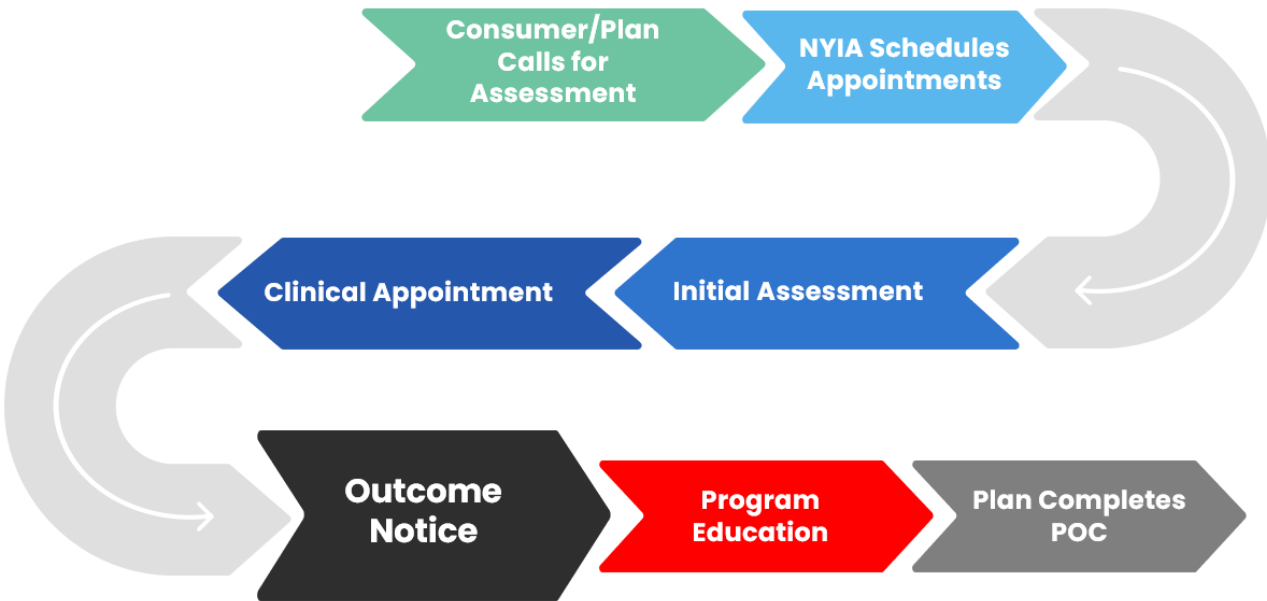 Consumer/Plan
Calls for
Assessment
NYIA Schedules
Appointments
Initial Assessment
Clinical Appointment
Outcome
Notice
Program
Education
Plan Completes
POC